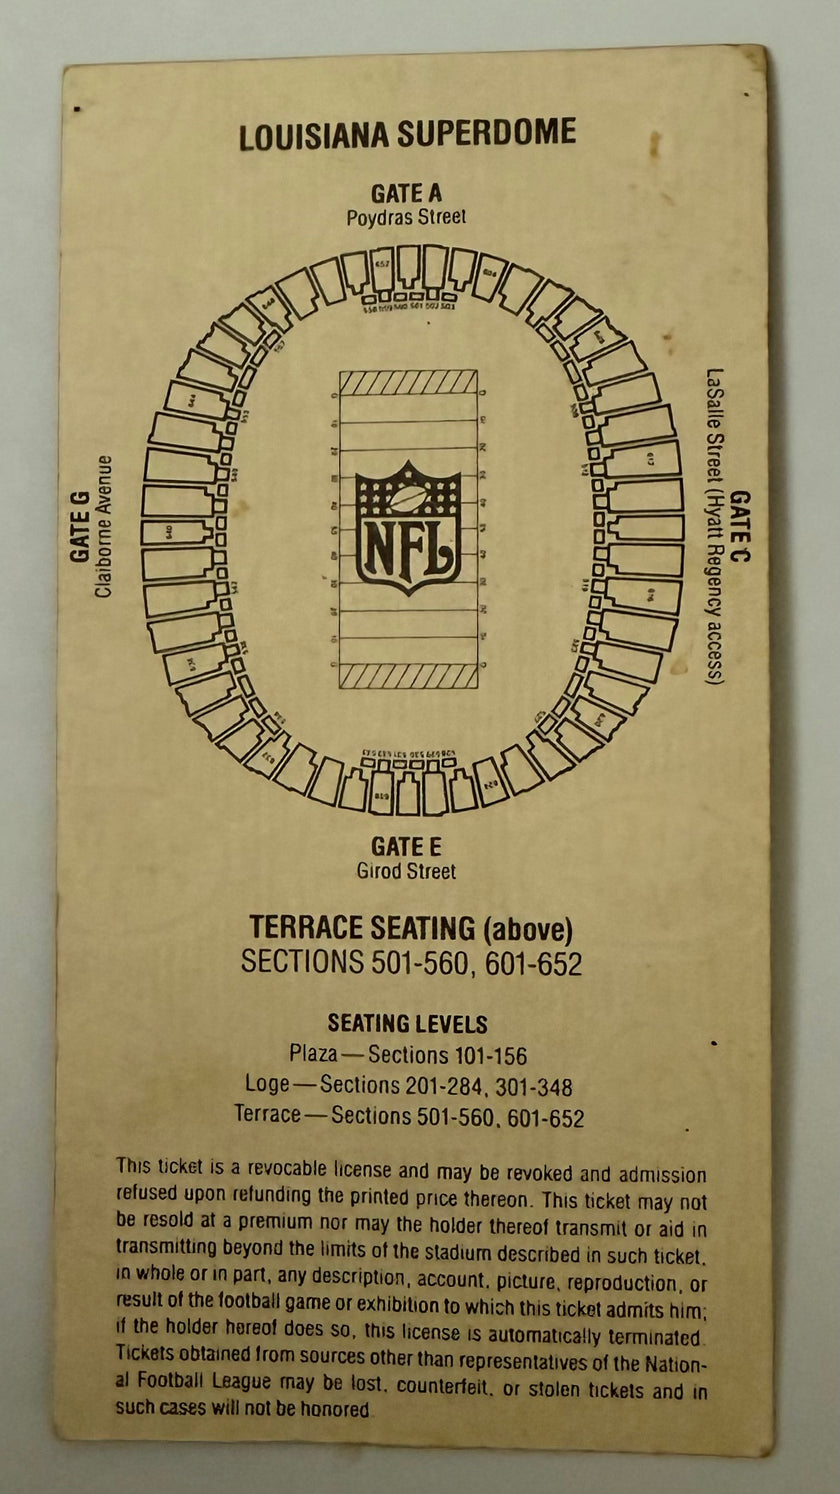 LOUISIANA SUPERDOME
GATE A
Poydras Street
GATE G
Claiborne Avenue
GATE C
LaSalle Street (Hyatt Regency access)
NFL
GATE E
Girod Street
TERRACE SEATING (above)
SECTIONS 501-560, 601-652
SEATING LEVELS
Plaza—Sections 101-156
Loge—Sections 201-284, 301-348
Terrace—Sections 501-560, 601-652
This ticket is a revocable license and may be revoked and admission
refused upon refunding the printed price thereon. This ticket may not
be resold at a premium nor may the holder thereof transmit or aid in
transmitting beyond the limits of the stadium described in such ticket,
in whole or in part, any description, account, picture, reproduction, or
result of the football game or exhibition to which this ticket admits him;
if the holder hereof does so, this license is automatically terminated.
Tickets obtained from sources other than representatives of the Nation-
al Football League may be lost, counterfeit, or stolen tickets and in
such cases will not be honored.